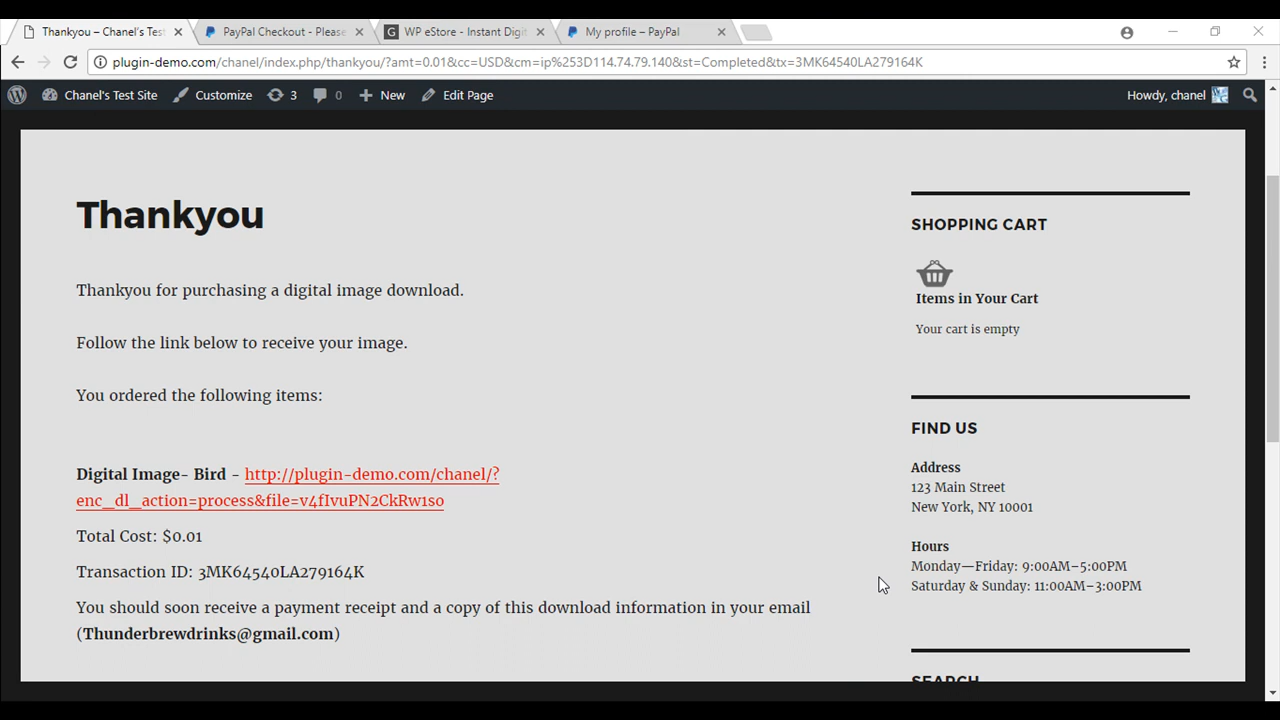 Thankyou – Chanel's Test
PayPal Checkout - Please
WP eStore - Instant Digit
My profile – PayPal
plugin-demo.com/chanel/index.php/thankyou/?amt=0.01&cc=USD&cm=ip%253D114.74.79.140&st=Completed&tx=3MK64540LA279164K
Chanel's Test Site
Customize
3
0
New
Edit Page
Howdy, chanel
Thankyou
Thankyou for purchasing a digital image download.
Follow the link below to receive your image.
You ordered the following items:
Digital Image- Bird - http://plugin-demo.com/chanel/?
enc_dl_action=process&file=v4fIvuPN2CkRw1so
Total Cost: $0.01
Transaction ID: 3MK64540LA279164K
You should soon receive a payment receipt and a copy of this download information in your email
(Thunderbrewdrinks@gmail.com)
SHOPPING CART
Items in Your Cart
Your cart is empty
FIND US
Address
123 Main Street
New York, NY 10001
Hours
Monday—Friday: 9:00AM–5:00PM
Saturday & Sunday: 11:00AM–3:00PM
SEARCH